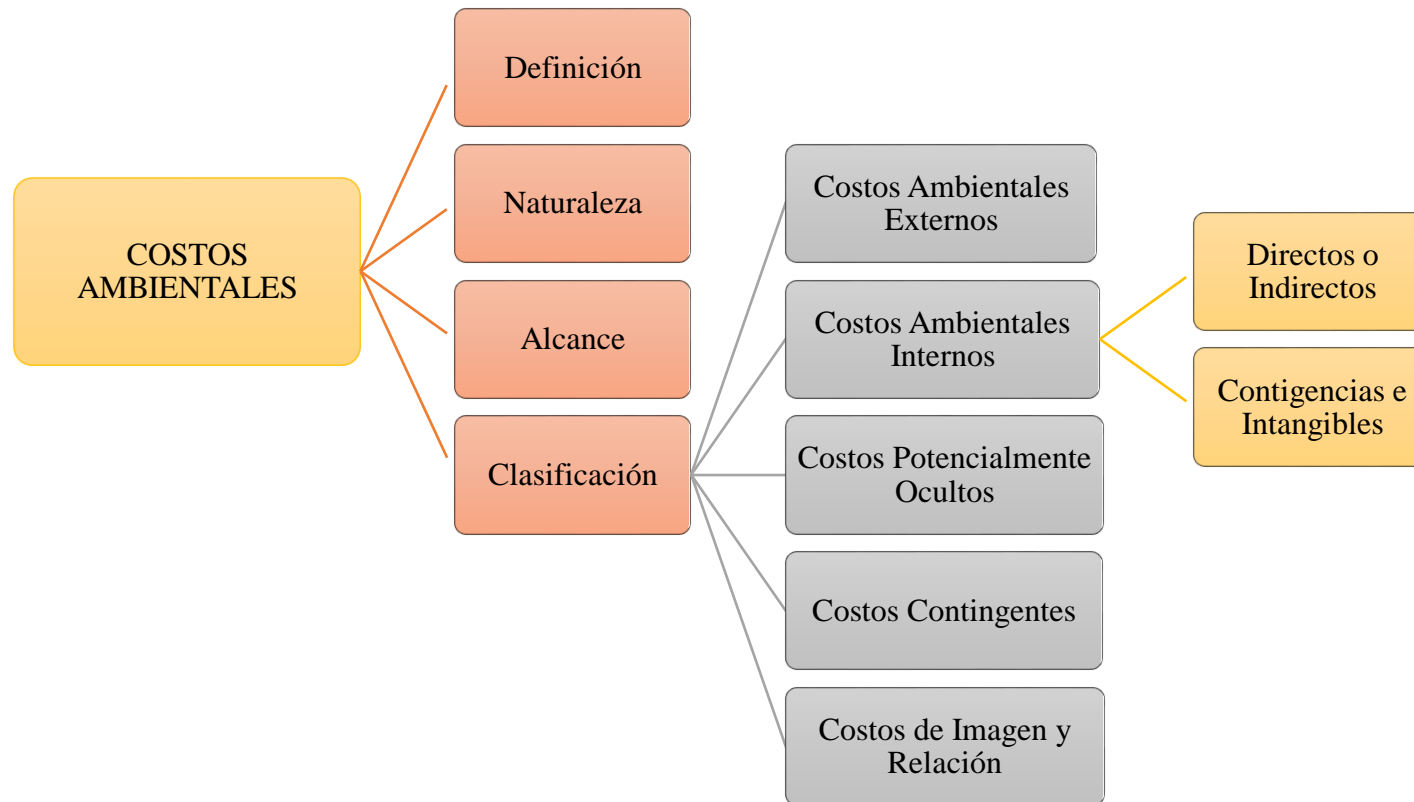 COSTOS
AMBIENTALES
Definición
Naturaleza
Alcance
Clasificación
Costos Ambientales
Externos
Costos Ambientales
Internos
Costos Potencialmente
Ocultos
Costos Contingentes
Costos de Imagen y
Relación
Directos o
Indirectos
Contigencias e
Intangibles